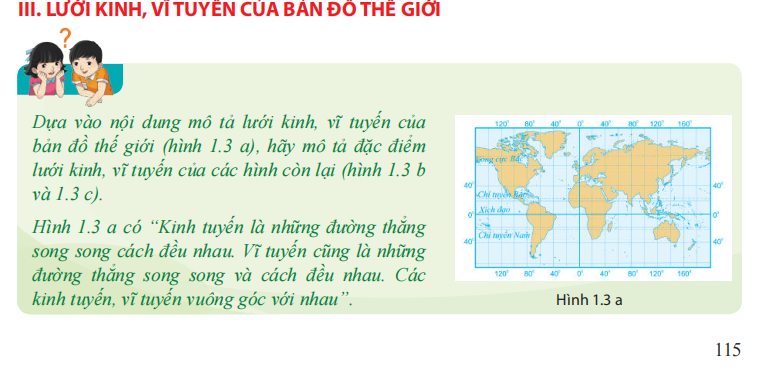 III. LƯỚI KINH, VĨ TUYẾN CỦA BẢN ĐỒ THẾ GIỚI
?
Dựa vào nội dung mô tả lưới kinh, vĩ tuyến của
bản đồ thế giới (hình 1.3 a), hãy mô tả đặc điểm
lưới kinh, vĩ tuyến của các hình còn lại (hình 1.3 b
và 1.3 c).
Hình 1.3 a có “Kinh tuyến là những đường thẳng
song song cách đều nhau. Vĩ tuyến cũng là những
đường thẳng song song và cách đều nhau. Các
kinh tuyến, vĩ tuyến vuông góc với nhau”.
120° 80° 40° 0° 40° 80° 120° 160°
Vòng cực Bắc
40° 40°
Chí tuyến Bắc
Xích đạo
0° 0°
Chí tuyến Nam
40° 40°
120° 80° 40° 0° 40° 80° 120° 160°
Hình 1.3 a
115